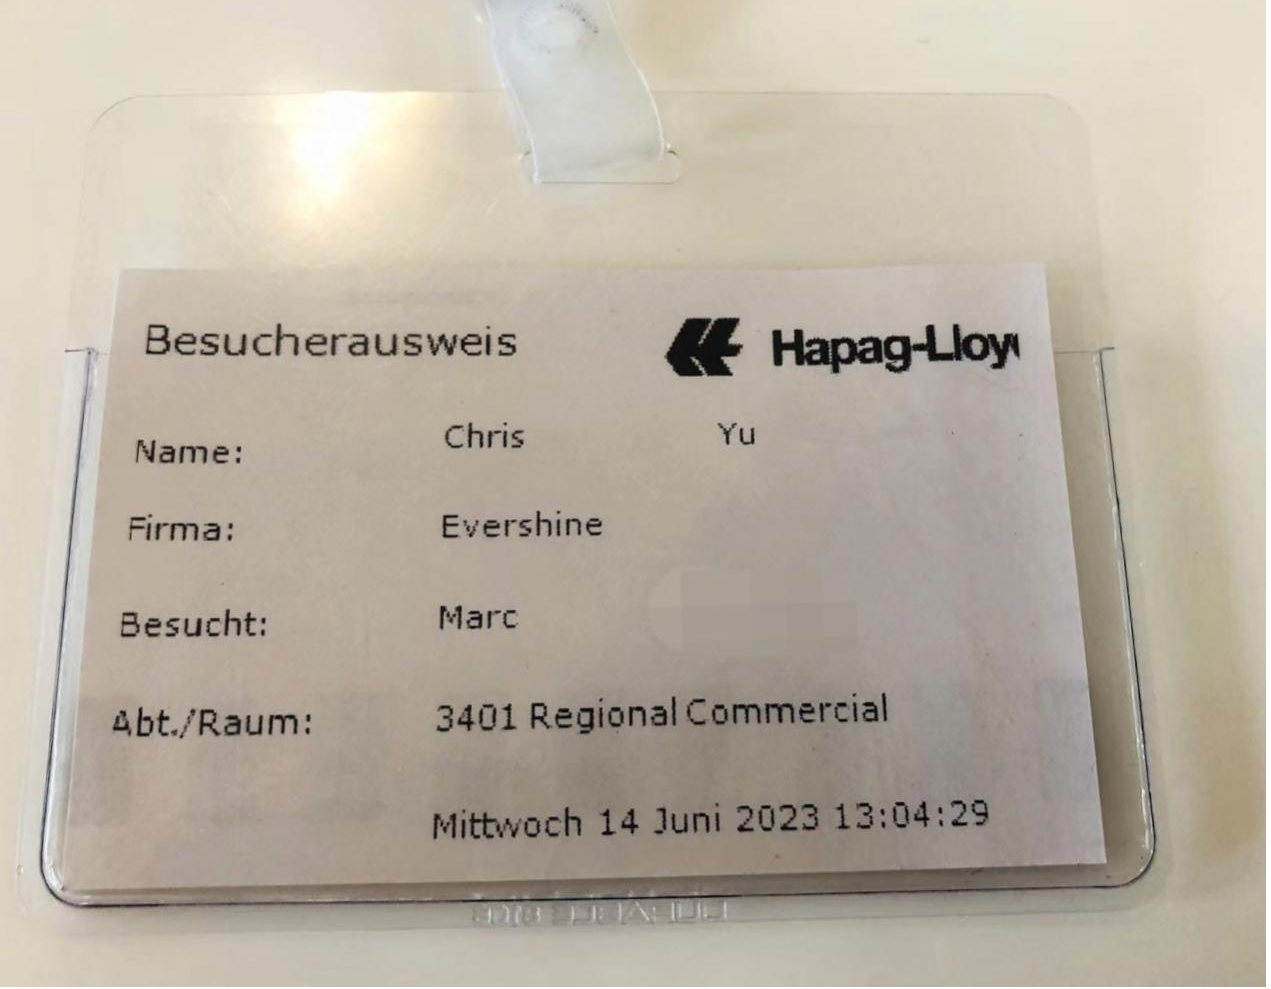 Besucherausweis Hapag-Lloy
Name: Chris Yu
Firma: Evershine
Besucht: Marc
Abt./Raum: 3401 Regional Commercial
Mittwoch 14 Juni 2023 13:04:29